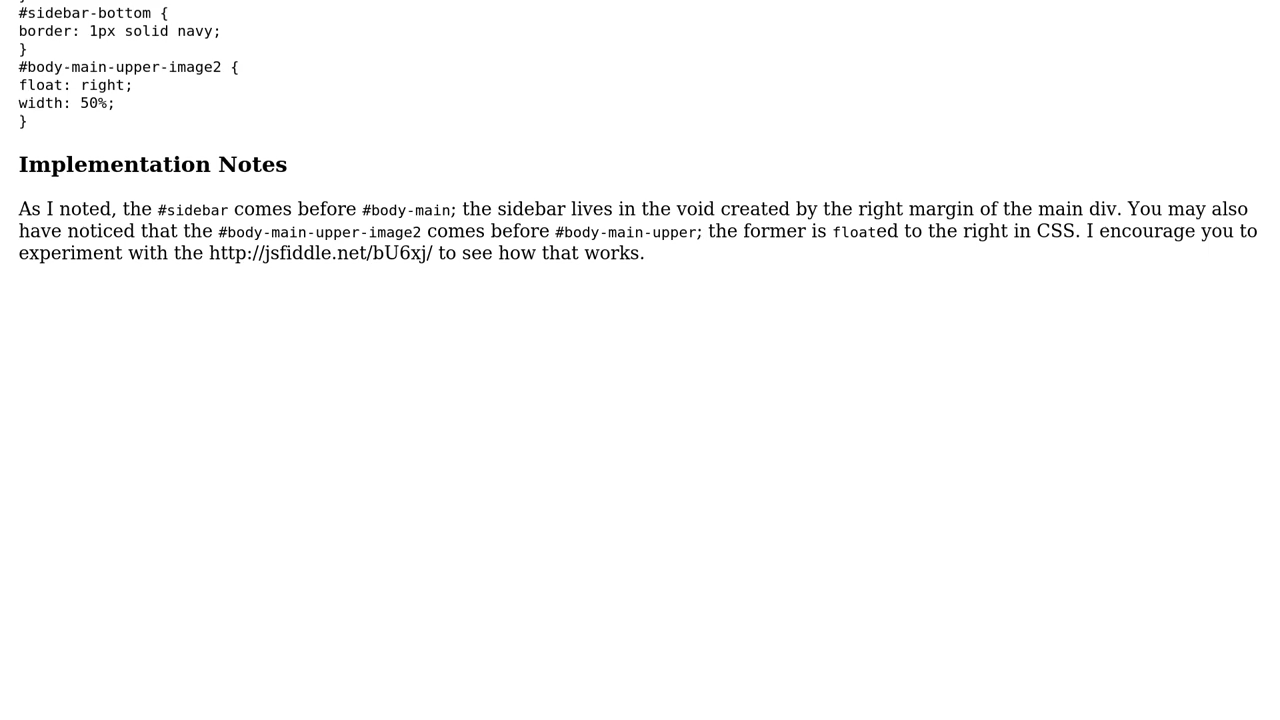 #sidebar-bottom {
border: 1px solid navy;
}
#body-main-upper-image2 {
float: right;
width: 50%;
}
Implementation Notes
As I noted, the #sidebar comes before #body-main; the sidebar lives in the void created by the right margin of the main div. You may also
have noticed that the #body-main-upper-image2 comes before #body-main-upper; the former is floated to the right in CSS. I encourage you to
experiment with the http://jsfiddle.net/bU6xj/ to see how that works.